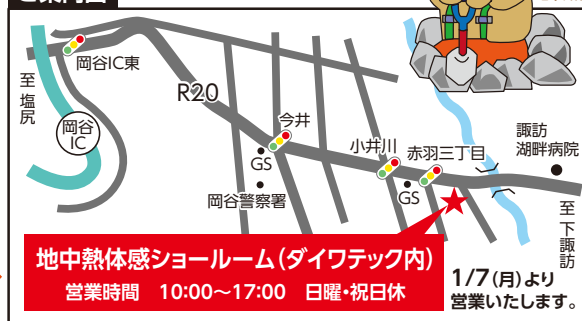 岡谷IC東
至 塩尻
岡谷
IC
R20
今井
GS
岡谷警察署
小井川
赤羽三丁目
GS
諏訪
湖畔病院
至 下諏訪
地中熱体感ショールーム(ダイワテック内)
営業時間 10:00〜17:00 日曜・祝日休
1/7(月)より
営業いたします。